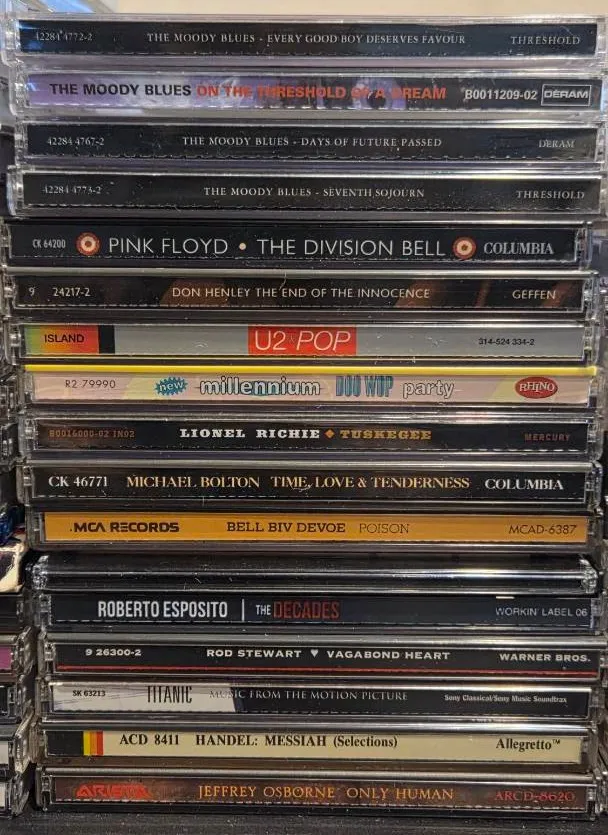 42284 4772-2 THE MOODY BLUES - EVERY GOOD BOY DESERVES FAVOUR THRESHOLD
THE MOODY BLUES ON THE THRESHOLD OF A DREAM B0011209-02 DERAM
42284 4767-2 THE MOODY BLUES - DAYS OF FUTURE PASSED DERAM
42284 4773-2 THE MOODY BLUES - SEVENTH SOJOURN THRESHOLD
CK 64200 PINK FLOYD • THE DIVISION BELL COLUMBIA
9 24217-2 DON HENLEY THE END OF THE INNOCENCE GEFFEN
ISLAND U2 POP 314-524 334-2
R2 79990 new millennium DOO WOP party RHINO
B0016000-02 IN02 LIONEL RICHIE ◆ TUSKEGEE MERCURY
CK 46771 MICHAEL BOLTON TIME, LOVE & TENDERNESS COLUMBIA
MCA RECORDS BELL BIV DEVOE POISON MCAD-6387
ROBERTO ESPOSITO | THE DECADES WORKIN' LABEL 06
9 26300-2 ROD STEWART ♥ VAGABOND HEART WARNER BROS.
SK 63213 TITANIC MUSIC FROM THE MOTION PICTURE Sony Classical/Sony Music Soundtrax
ACD 8411 HANDEL: MESSIAH (Selections) Allegretto™
ARISTA JEFFREY OSBORNE ONLY HUMAN ARCD-8620